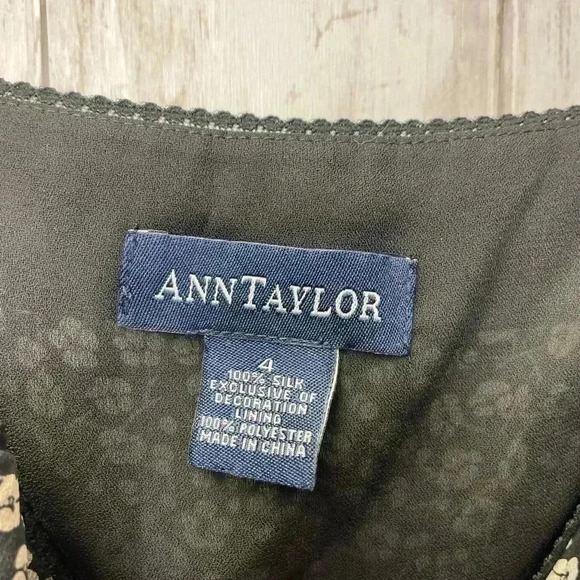 ANNTAYLOR
4
100% SILK
EXCLUSIVE OF
DECORATION
LINING
100% POLYESTER
MADE IN CHINA